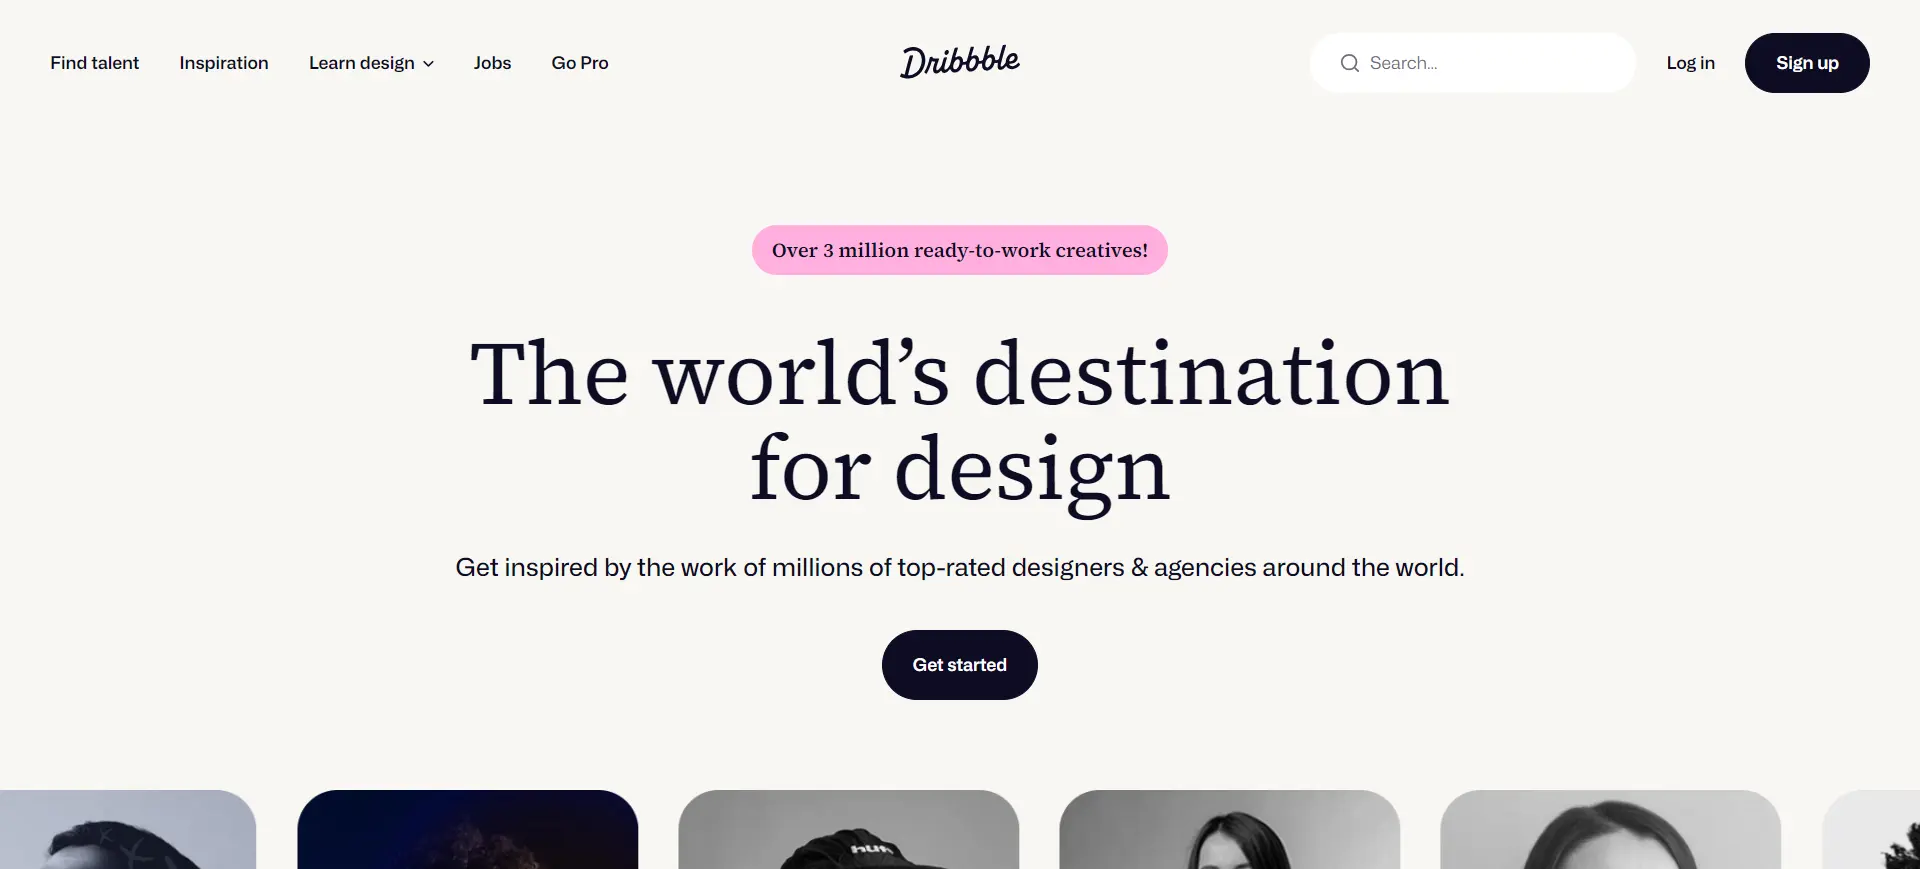 Find talent
Inspiration
Learn design
Jobs
Go Pro
Dribbble
Search...
Log in
Sign up
Over 3 million ready-to-work creatives!
The world’s destination
for design
Get inspired by the work of millions of top-rated designers & agencies around the world.
Get started